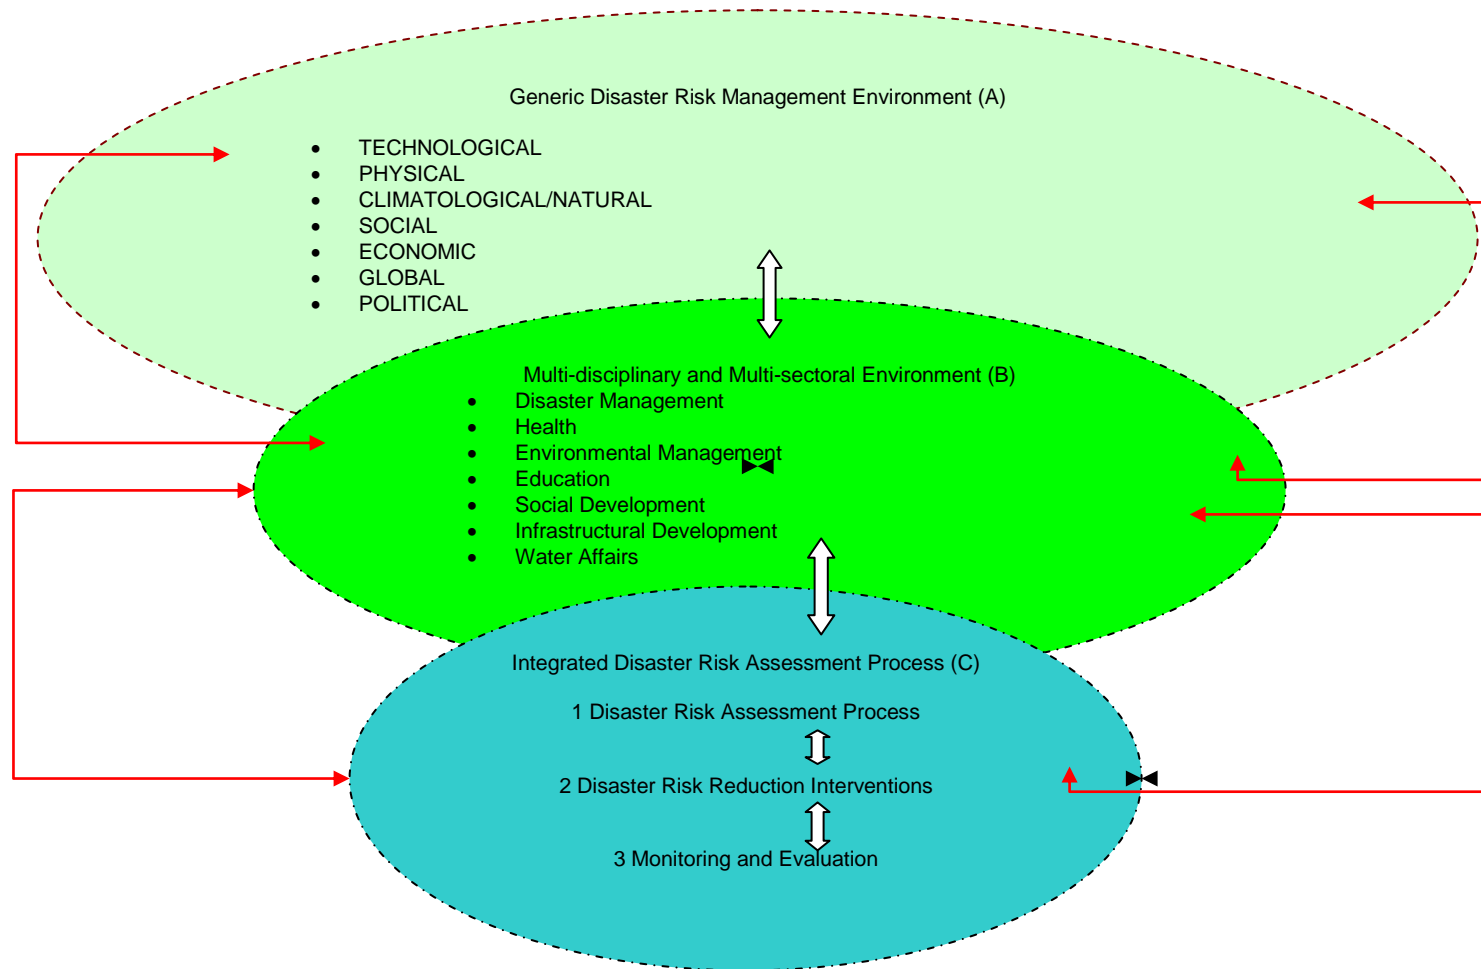 Generic Disaster Risk Management Environment (A)
• TECHNOLOGICAL
• PHYSICAL
• CLIMATOLOGICAL/NATURAL
• SOCIAL
• ECONOMIC
• GLOBAL
• POLITICAL
Multi-disciplinary and Multi-sectoral Environment (B)
• Disaster Management
• Health
• Environmental Management
• Education
• Social Development
• Infrastructural Development
• Water Affairs
Integrated Disaster Risk Assessment Process (C)
1 Disaster Risk Assessment Process
2 Disaster Risk Reduction Interventions
3 Monitoring and Evaluation